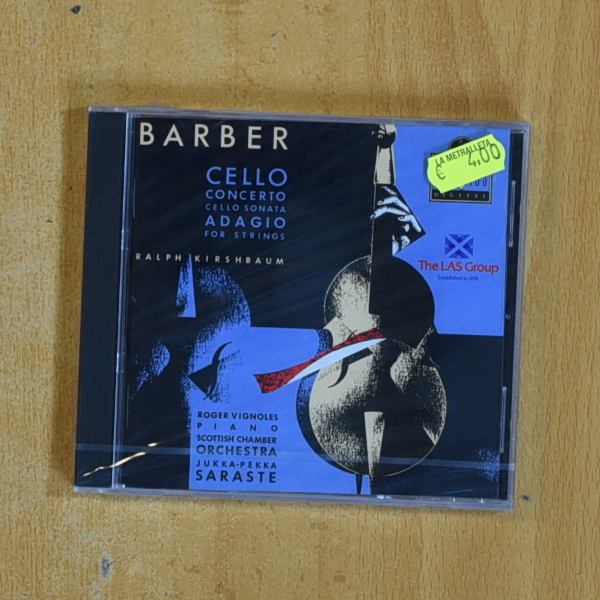 BARBER
CELLO
CONCERTO
CELLO SONATA
ADAGIO
FOR STRINGS
RALPH KIRSHBAUM
LA METRALLETA
€ 4,00
DIGITAL
The LAS Group
ROGER VIGNOLES
PIANO
SCOTTISH CHAMBER
ORCHESTRA
JUKKA-PEKKA
SARASTE